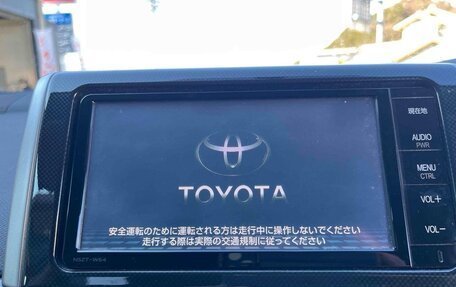 現在地
AUDIO
PWR
MENU
CTRL
VOL+
VOL-
TOYOTA
安全運転のために運転される方は走行中に操作しないでください
走行する際は実際の交通規制に従ってください
NSZT-W64